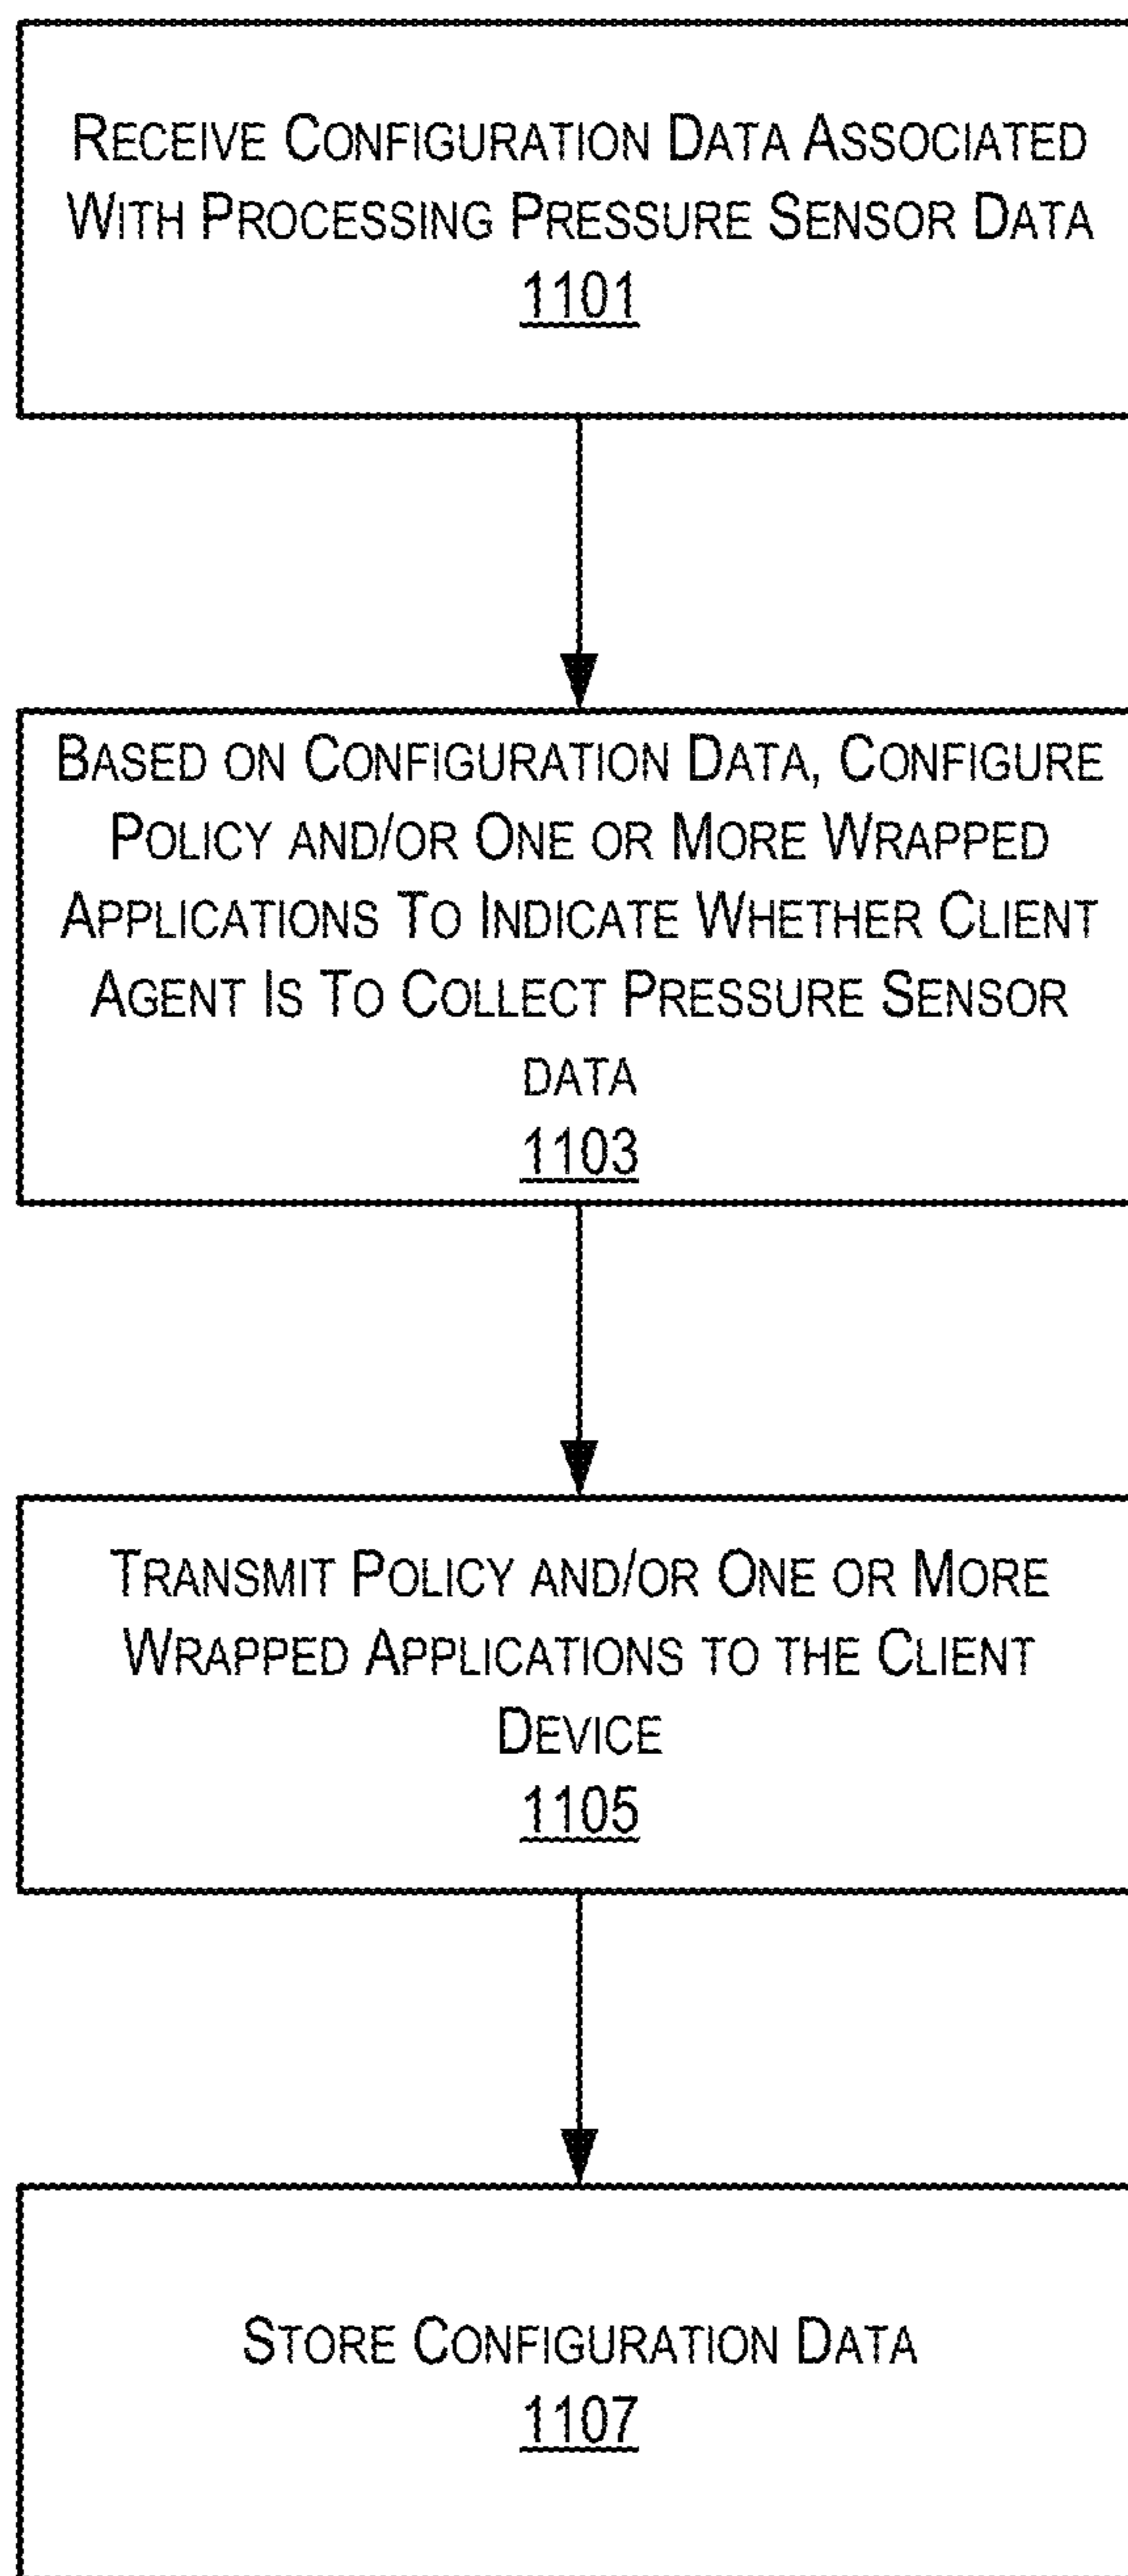 RECEIVE CONFIGURATION DATA ASSOCIATED
WITH PROCESSING PRESSURE SENSOR DATA
1101
BASED ON CONFIGURATION DATA, CONFIGURE
POLICY AND/OR ONE OR MORE WRAPPED
APPLICATIONS TO INDICATE WHETHER CLIENT
AGENT IS TO COLLECT PRESSURE SENSOR
DATA
1103
TRANSMIT POLICY AND/OR ONE OR MORE
WRAPPED APPLICATIONS TO THE CLIENT
DEVICE
1105
STORE CONFIGURATION DATA
1107